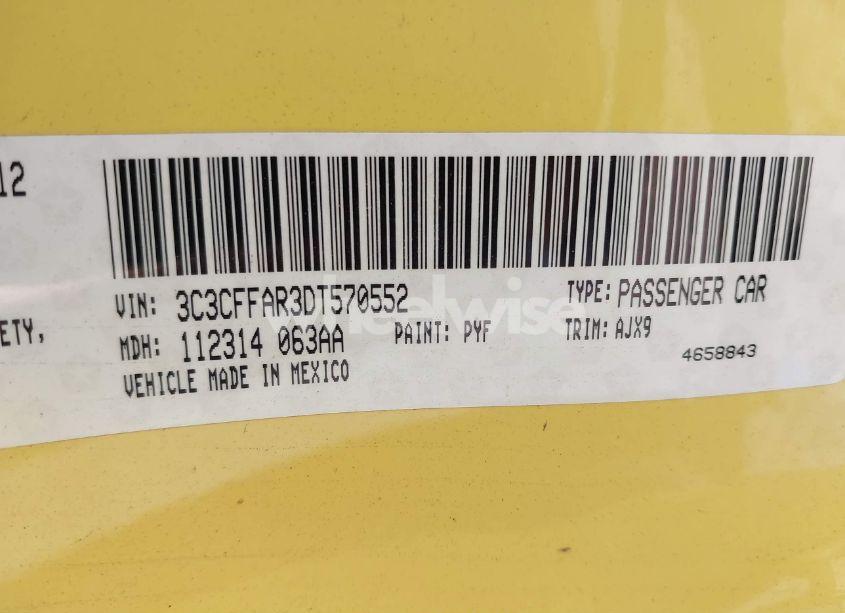 12
VIN: 3C3CFFAR3DT570552 TYPE: PASSENGER CAR
ETY,
MDH: 112314 063AA PAINT: PYF TRIM: AJX9
4658843
VEHICLE MADE IN MEXICO
wheelwise